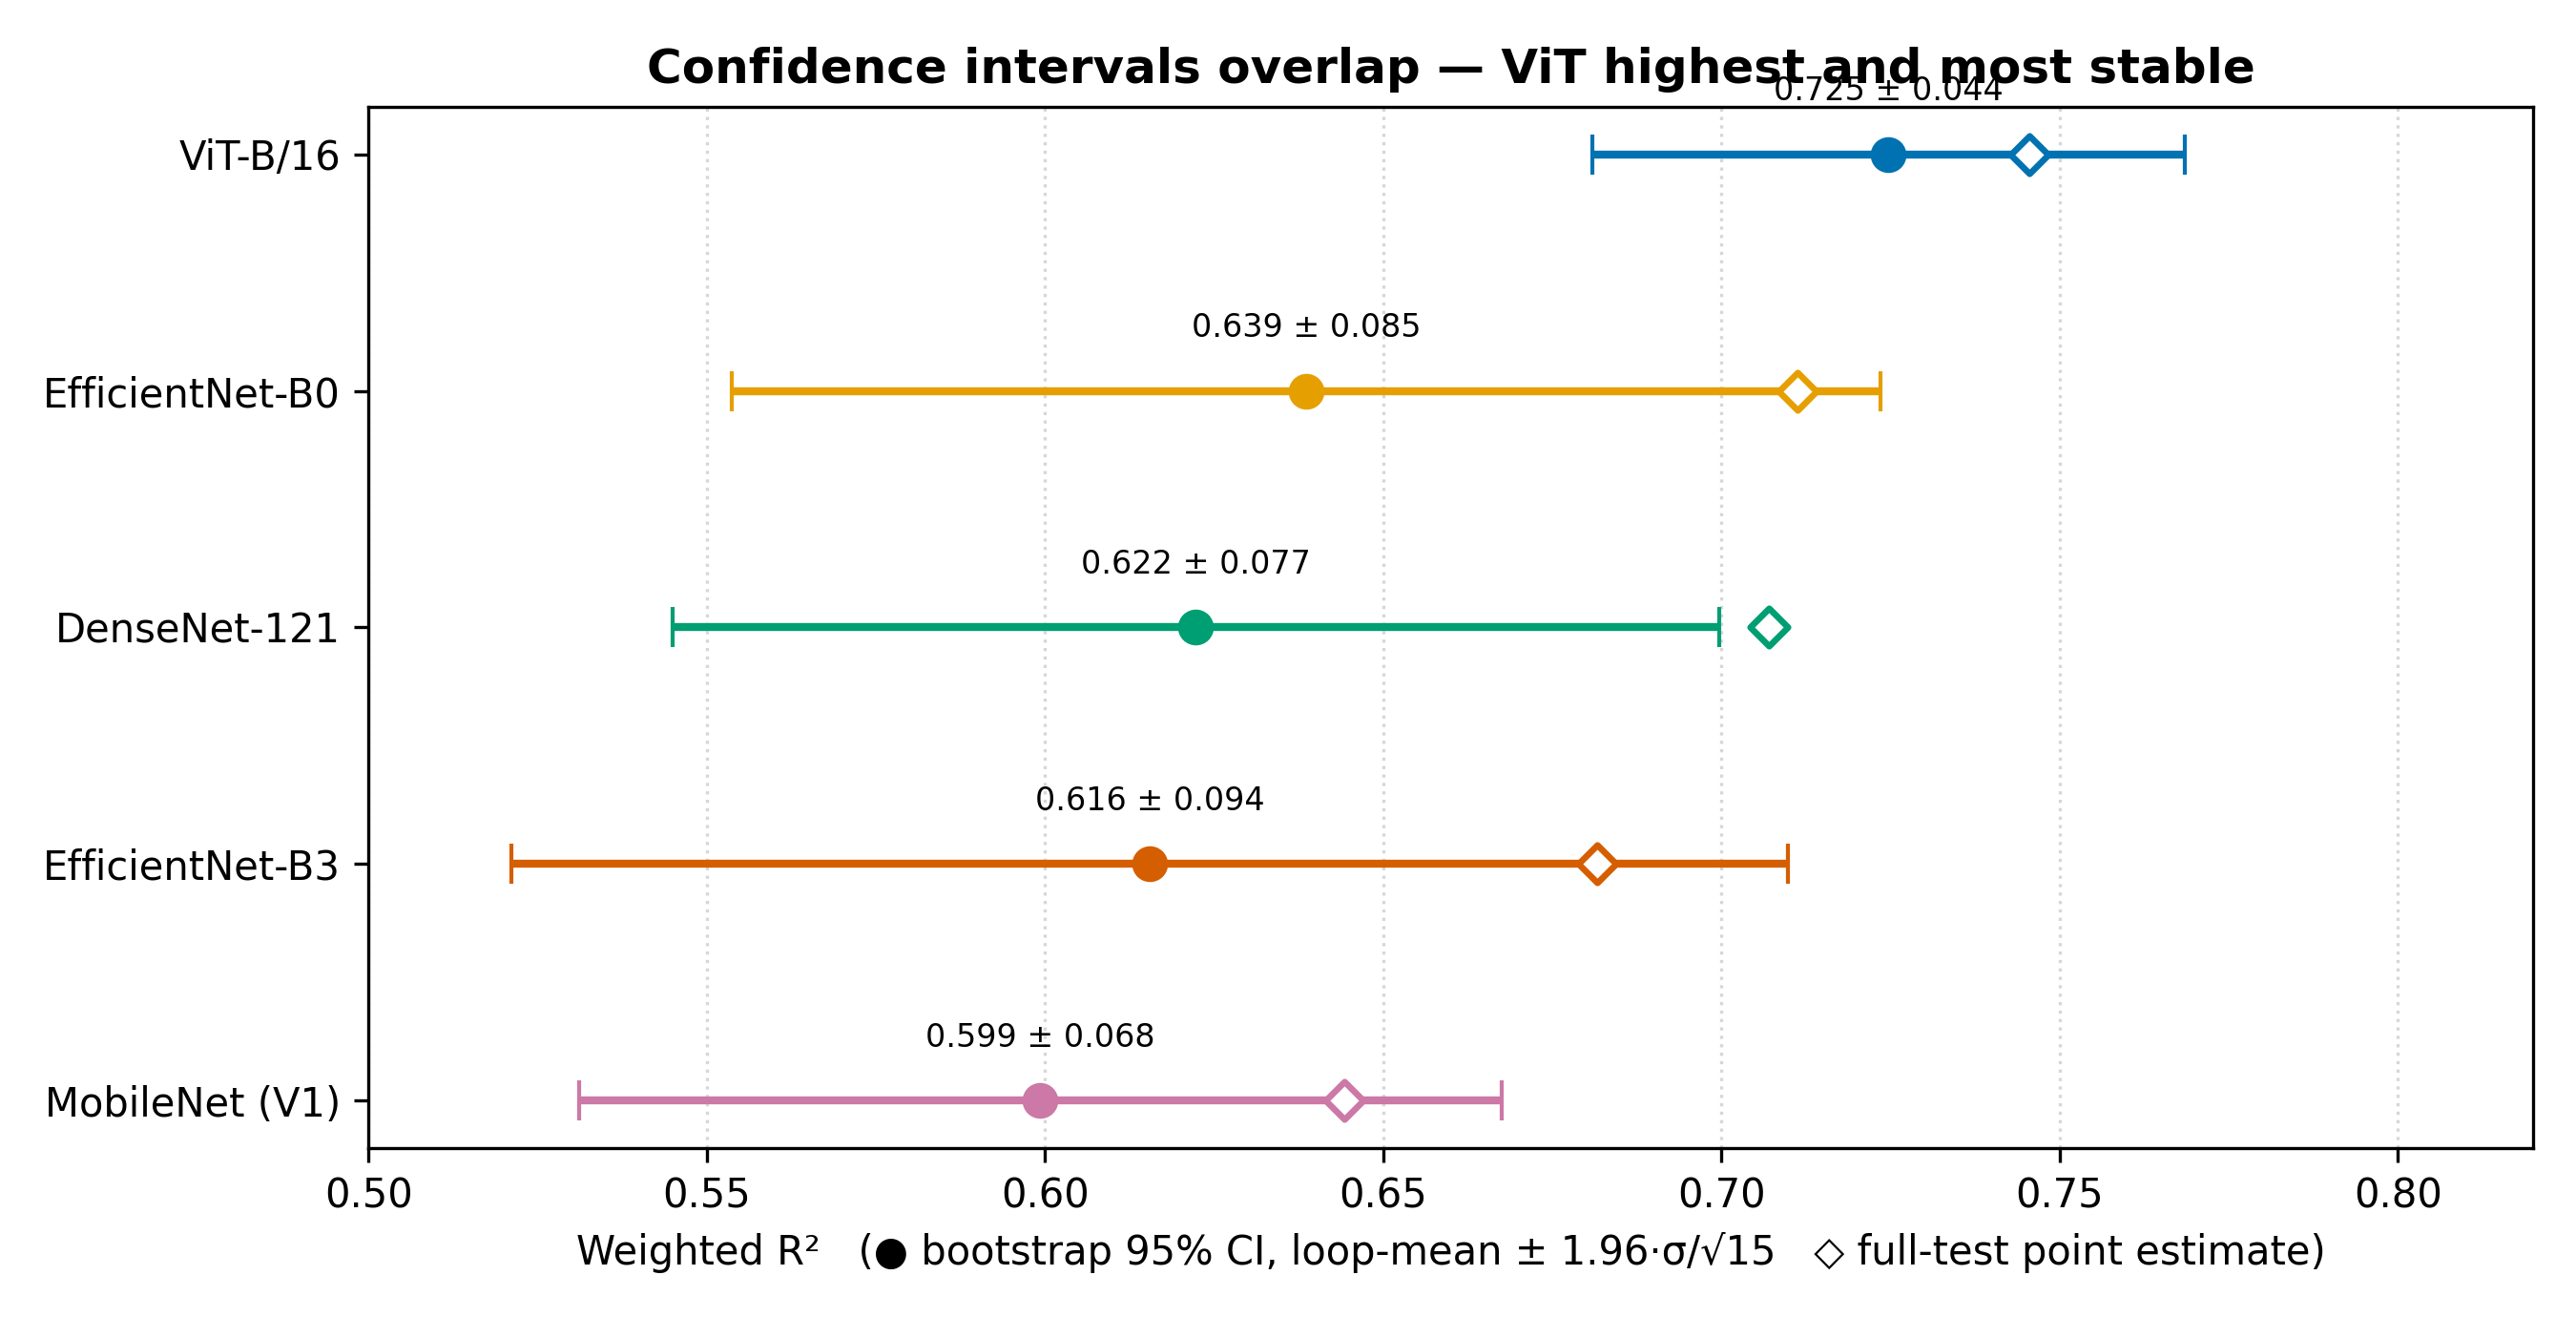 Confidence intervals overlap — ViT highest and most stable
0.725 ± 0.044
ViT-B/16
0.639 ± 0.085
EfficientNet-B0
0.622 ± 0.077
DenseNet-121
0.616 ± 0.094
EfficientNet-B3
0.599 ± 0.068
MobileNet (V1)
0.50 0.55 0.60 0.65 0.70 0.75 0.80
Weighted R² (● bootstrap 95% CI, loop-mean ± 1.96·σ/√15 ◇ full-test point estimate)